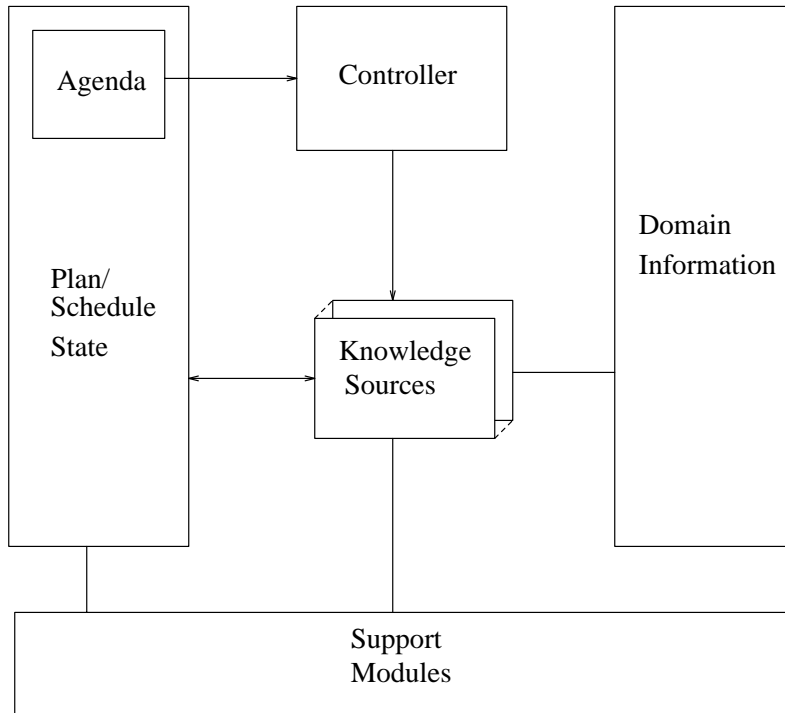 Agenda
Controller
Plan/
Schedule
State
Knowledge
Sources
Domain
Information
Support
Modules